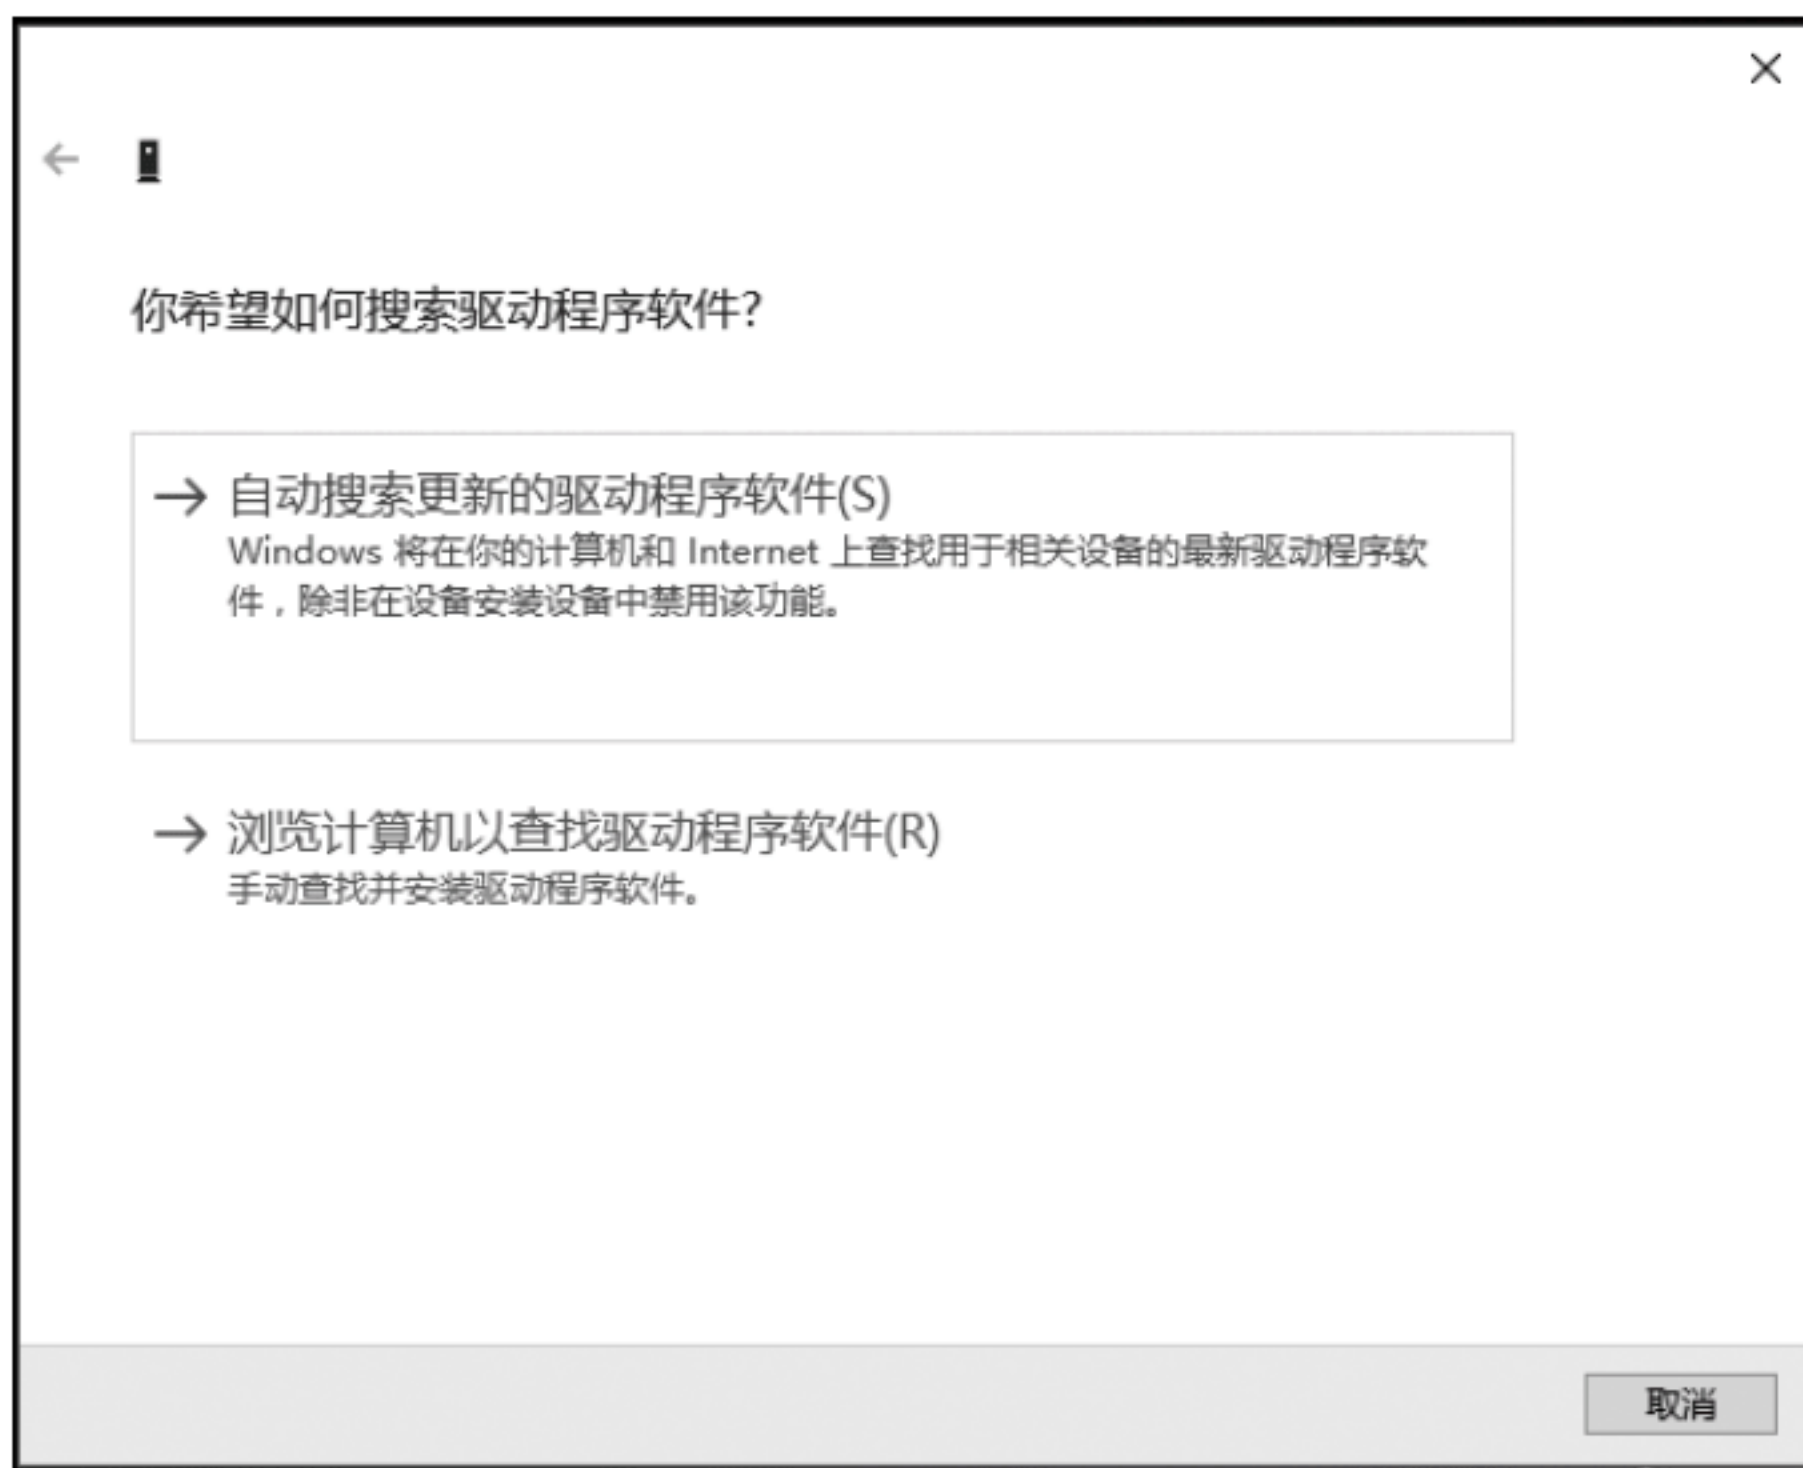 你希望如何搜索驱动程序软件?
→ 自动搜索更新的驱动程序软件(S)
Windows 将在你的计算机和 Internet 上查找用于相关设备的最新驱动程序软
件，除非在设备安装设备中禁用该功能。
→ 浏览计算机以查找驱动程序软件(R)
手动查找并安装驱动程序软件。
取消